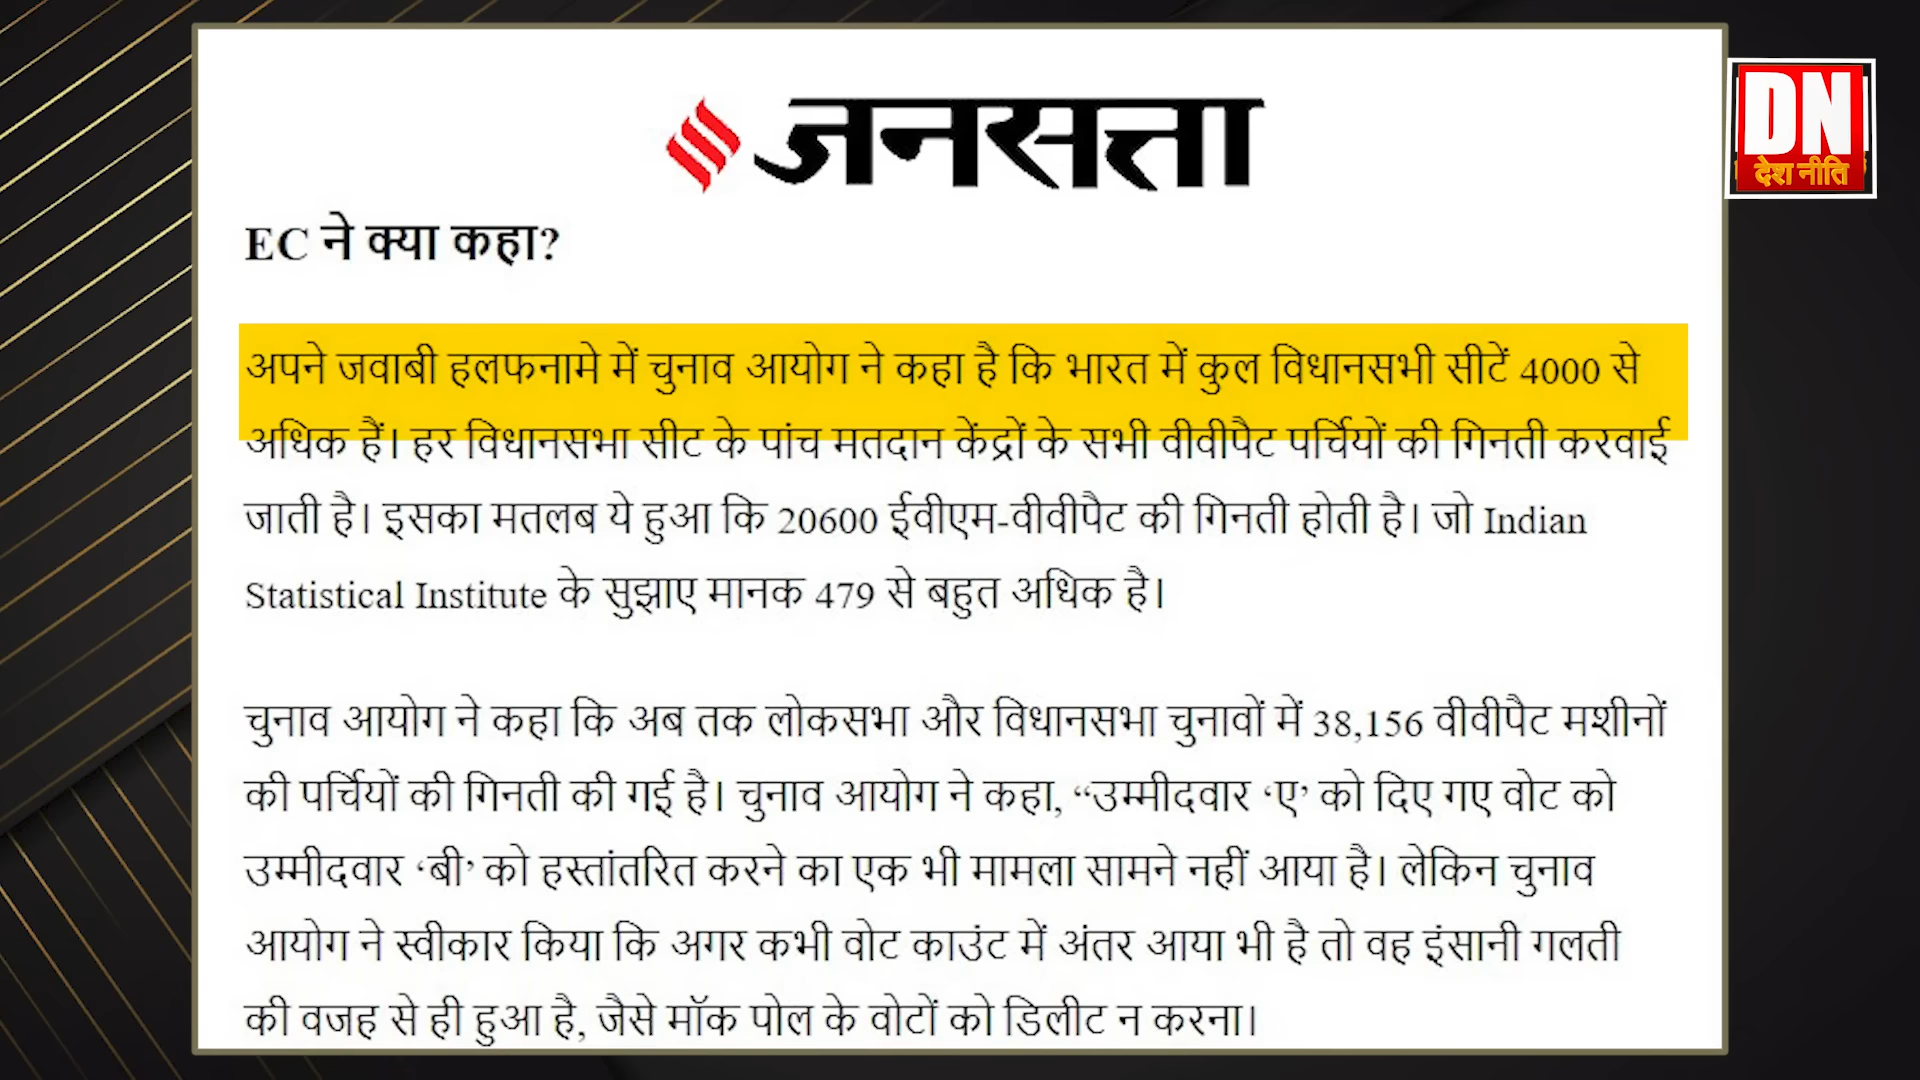 जनसत्ता
DN
देश नीति
EC ने क्या कहा?
अपने जवाबी हलफनामे में चुनाव आयोग ने कहा है कि भारत में कुल विधानसभी सीटें 4000 से
अधिक हैं। हर विधानसभा सीट के पांच मतदान केंद्रों के सभी वीवीपैट पर्चियों की गिनती करवाई
जाती है। इसका मतलब ये हुआ कि 20600 ईवीएम-वीवीपैट की गिनती होती है। जो Indian
Statistical Institute के सुझाए मानक 479 से बहुत अधिक है।
चुनाव आयोग ने कहा कि अब तक लोकसभा और विधानसभा चुनावों में 38,156 वीवीपैट मशीनों
की पर्चियों की गिनती की गई है। चुनाव आयोग ने कहा, “उम्मीदवार ‘ए’ को दिए गए वोट को
उम्मीदवार ‘बी’ को हस्तांतरित करने का एक भी मामला सामने नहीं आया है। लेकिन चुनाव
आयोग ने स्वीकार किया कि अगर कभी वोट काउंट में अंतर आया भी है तो वह इंसानी गलती
की वजह से ही हुआ है, जैसे मॉक पोल के वोटों को डिलीट न करना।